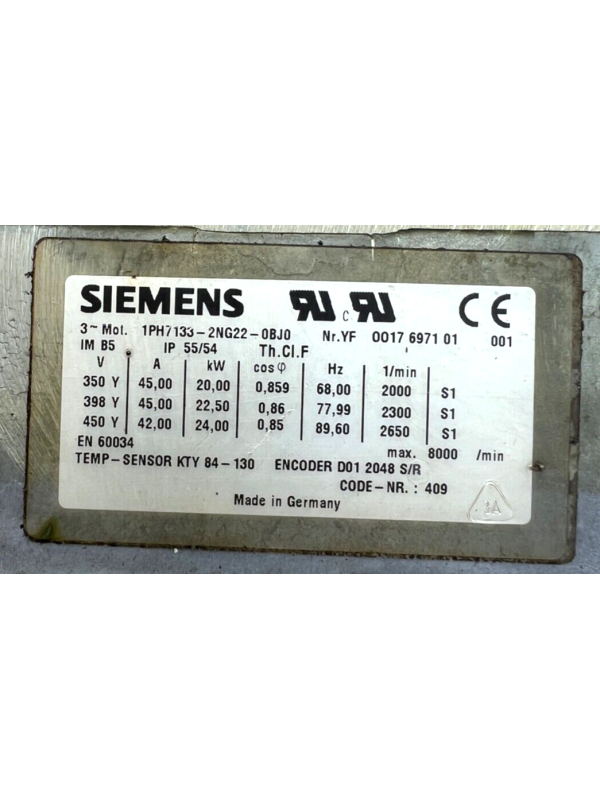 SIEMENS c CE
3~ Mot. 1PH7133-2NG22-0BJ0 Nr.YF 0017 6971 01 001
IM B5 IP 55/54 Th.Cl.F
V A kW cosφ Hz 1/min
350 Y 45,00 20,00 0,859 68,00 2000 S1
398 Y 45,00 22,50 0,86 77,99 2300 S1
450 Y 42,00 24,00 0,85 89,60 2650 S1
EN 60034 max. 8000 /min
TEMP-SENSOR KTY 84-130 ENCODER D01 2048 S/R
CODE-NR. : 409
Made in Germany